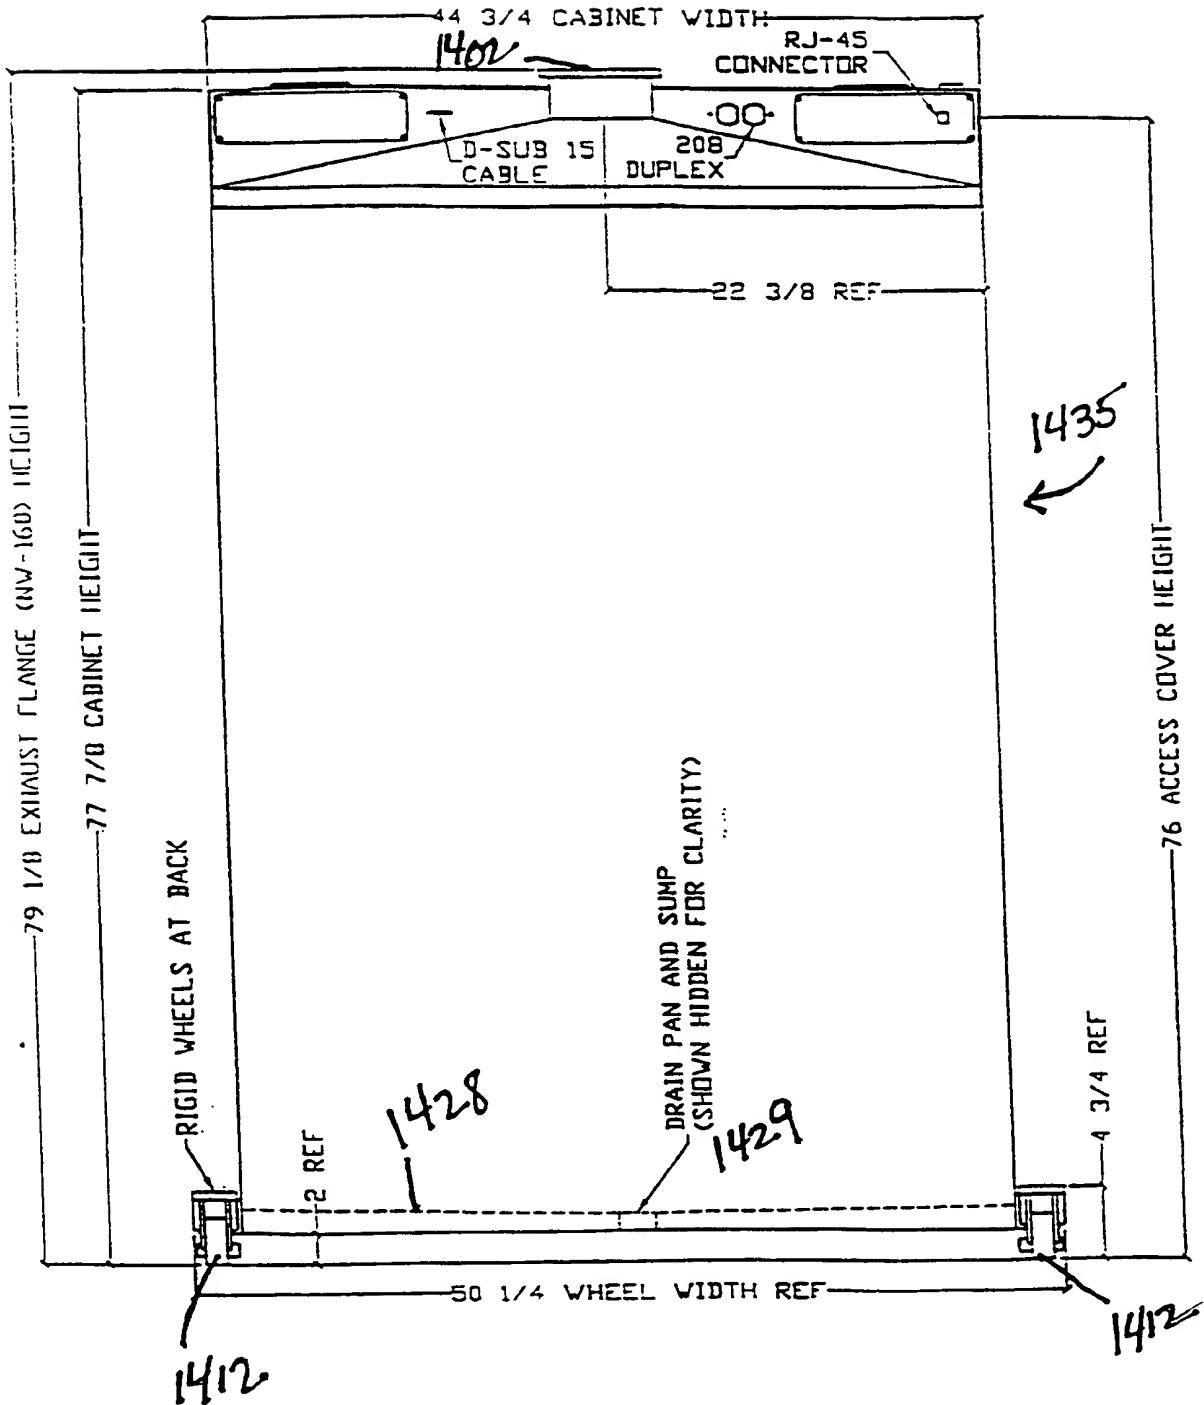 44 3/4 CABINET WIDTH
1402
RJ-45
CONNECTOR
D-SUB 15
CABLE
208
DUPLEX
22 3/8 REF
1435
79 1/8 EXHAUST FLANGE (NW-160) HEIGHT
77 7/8 CABINET HEIGHT
76 ACCESS COVER HEIGHT
RIGID WHEELS AT BACK
DRAIN PAN AND SUMP
(SHOWN HIDDEN FOR CLARITY)
1428
1429
2 REF
4 3/4 REF
50 1/4 WHEEL WIDTH REF
1412
1412